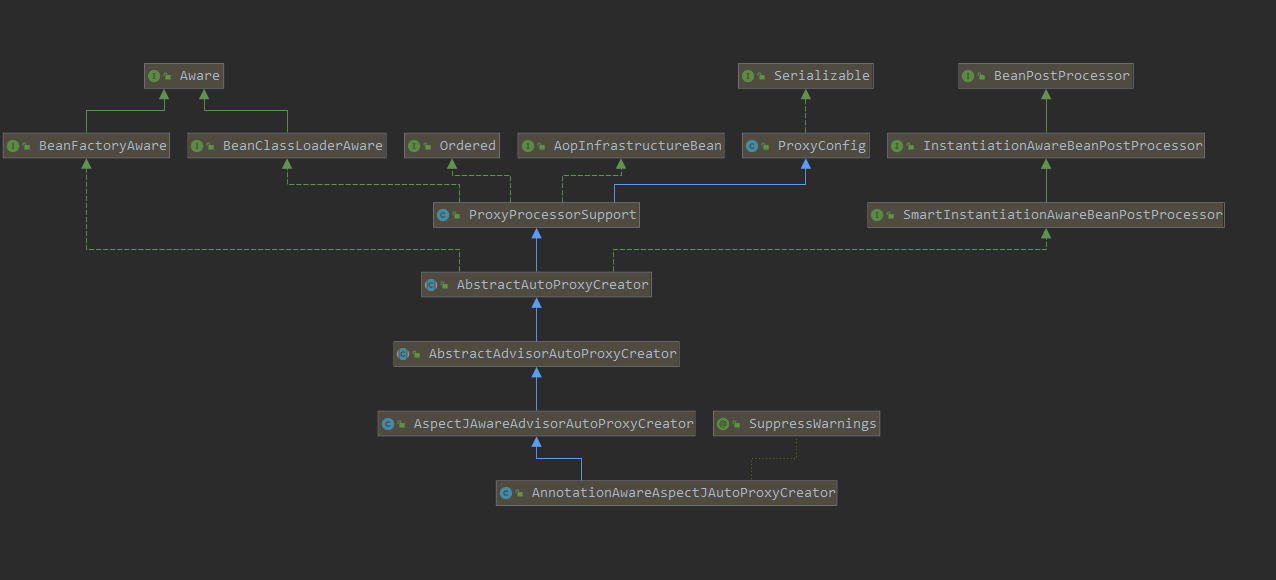 Aware
Serializable
BeanPostProcessor
BeanFactoryAware
BeanClassLoaderAware
Ordered
AopInfrastructureBean
ProxyConfig
InstantiationAwareBeanPostProcessor
ProxyProcessorSupport
SmartInstantiationAwareBeanPostProcessor
AbstractAutoProxyCreator
AbstractAdvisorAutoProxyCreator
AspectJAwareAdvisorAutoProxyCreator
SuppressWarnings
AnnotationAwareAspectJAutoProxyCreator